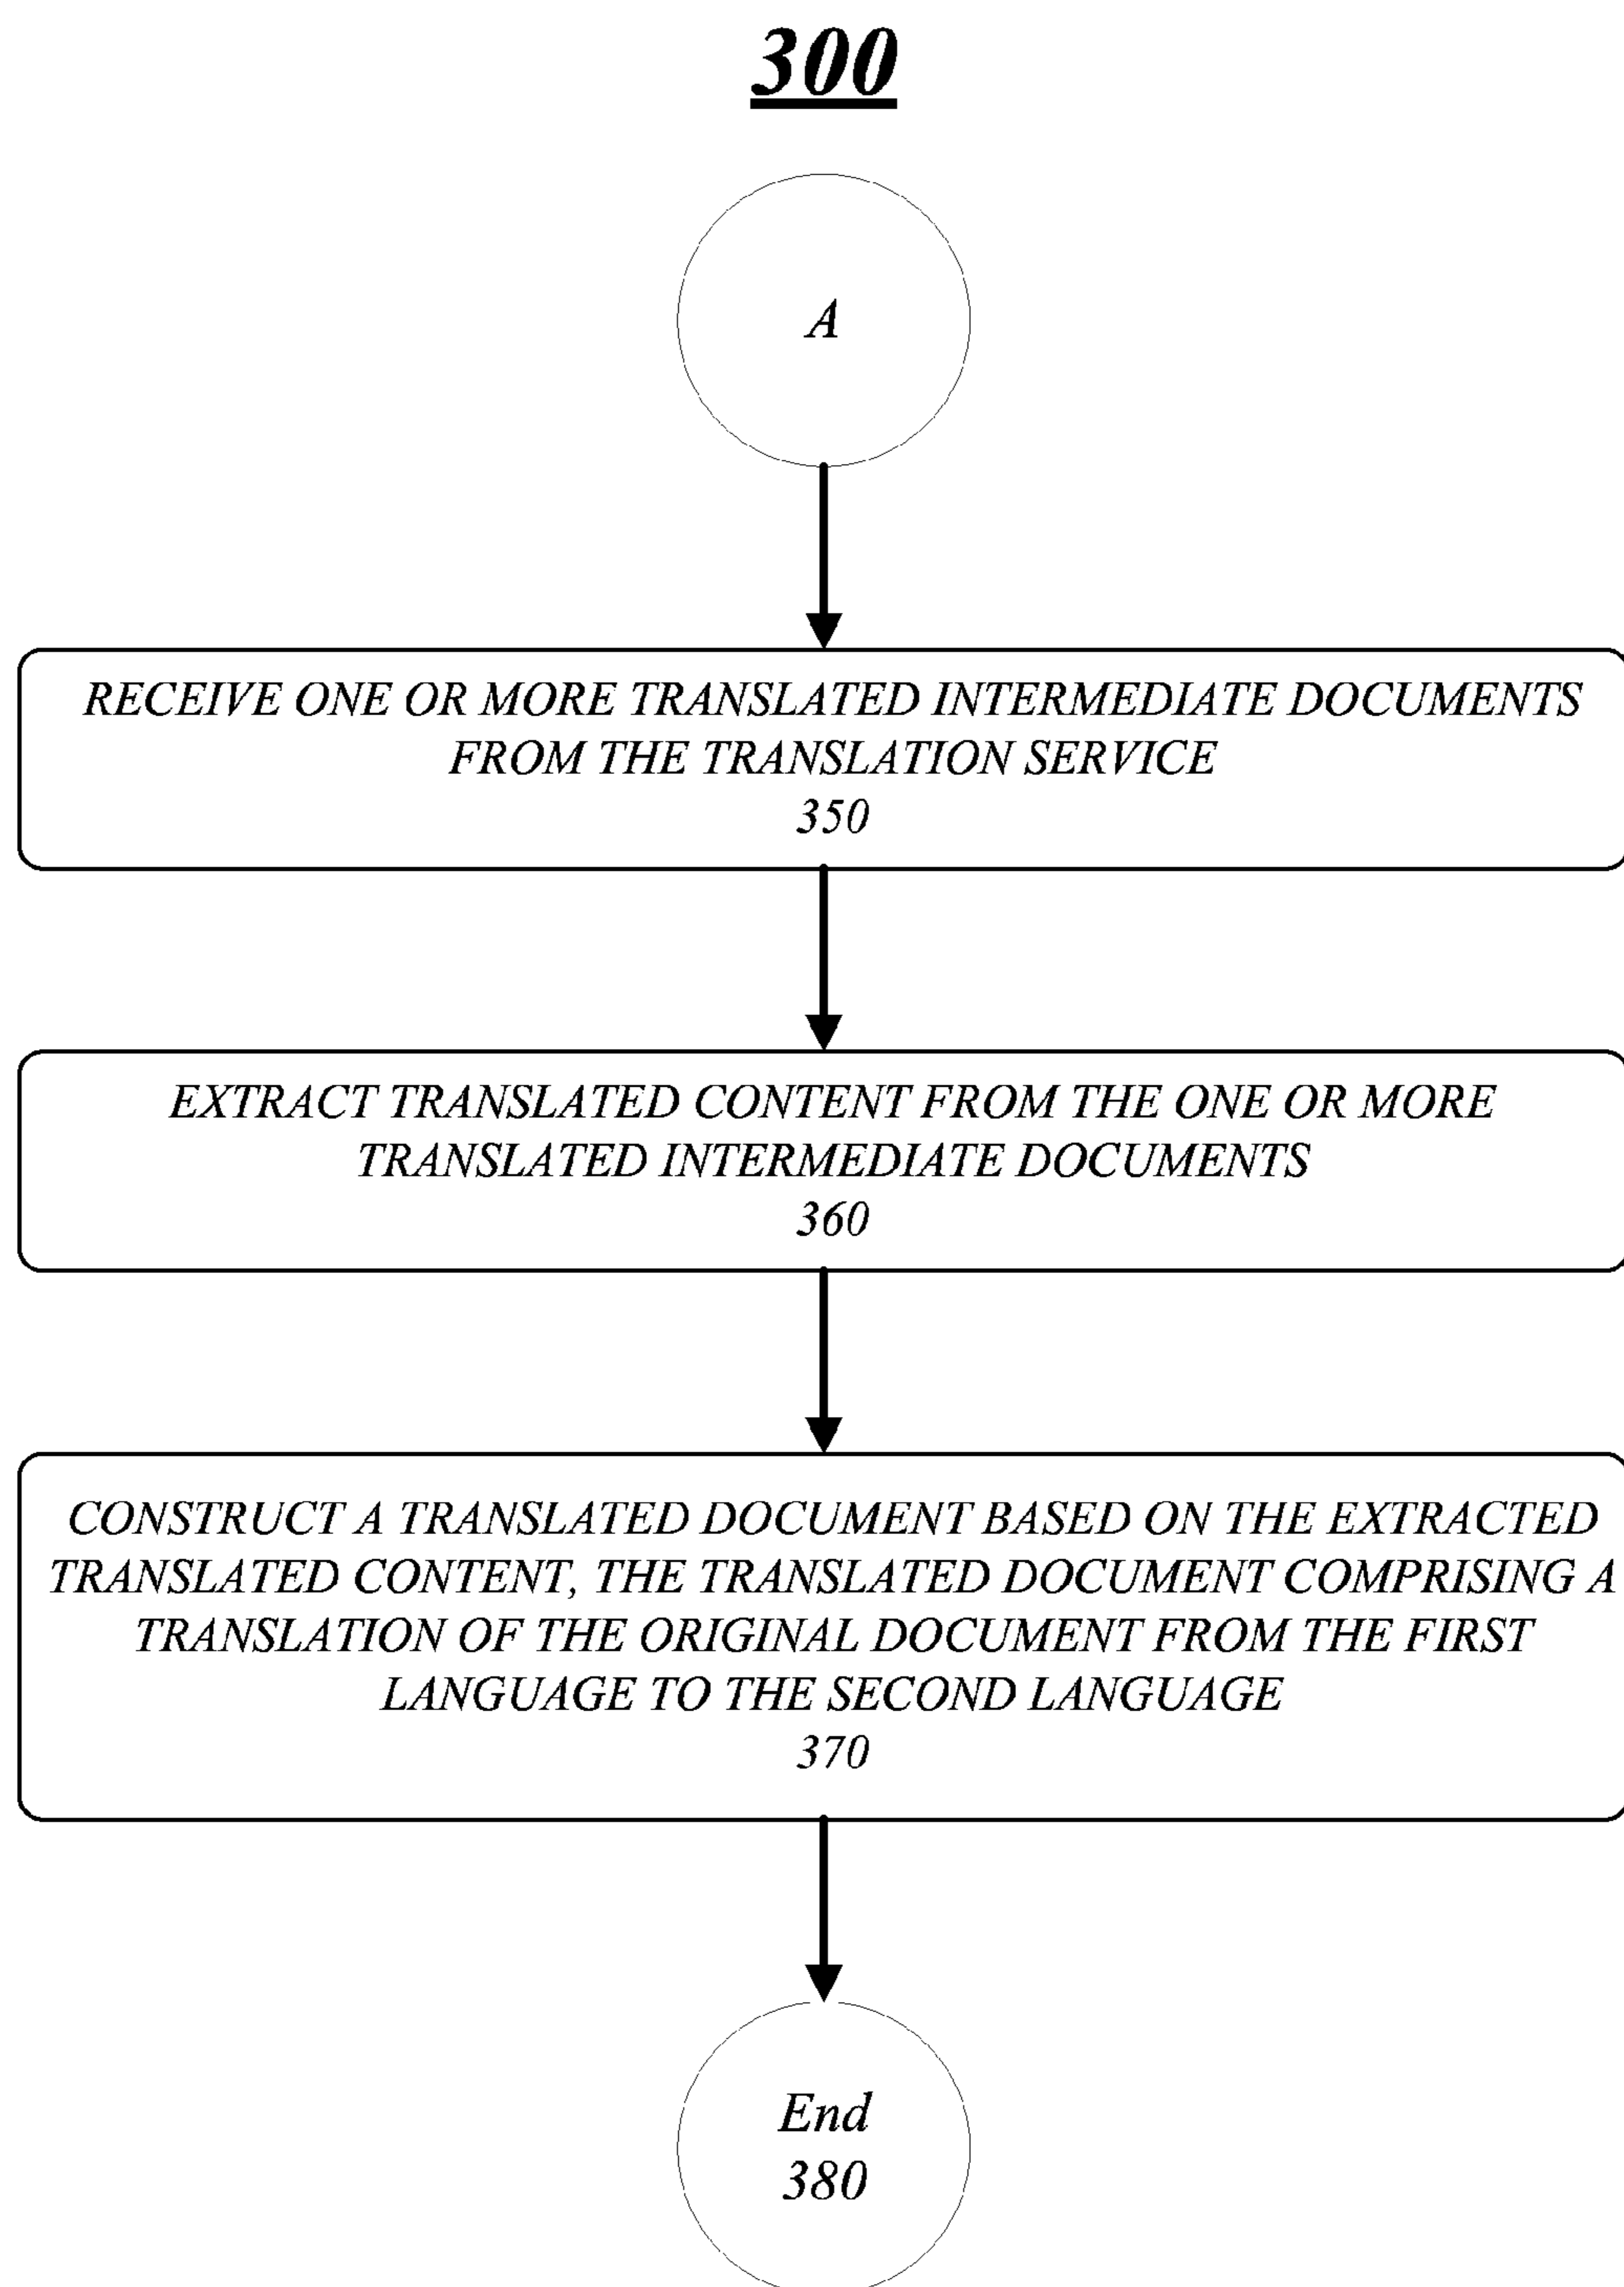 300
A
RECEIVE ONE OR MORE TRANSLATED INTERMEDIATE DOCUMENTS
FROM THE TRANSLATION SERVICE
350
EXTRACT TRANSLATED CONTENT FROM THE ONE OR MORE
TRANSLATED INTERMEDIATE DOCUMENTS
360
CONSTRUCT A TRANSLATED DOCUMENT BASED ON THE EXTRACTED
TRANSLATED CONTENT, THE TRANSLATED DOCUMENT COMPRISING A
TRANSLATION OF THE ORIGINAL DOCUMENT FROM THE FIRST
LANGUAGE TO THE SECOND LANGUAGE
370
End
380